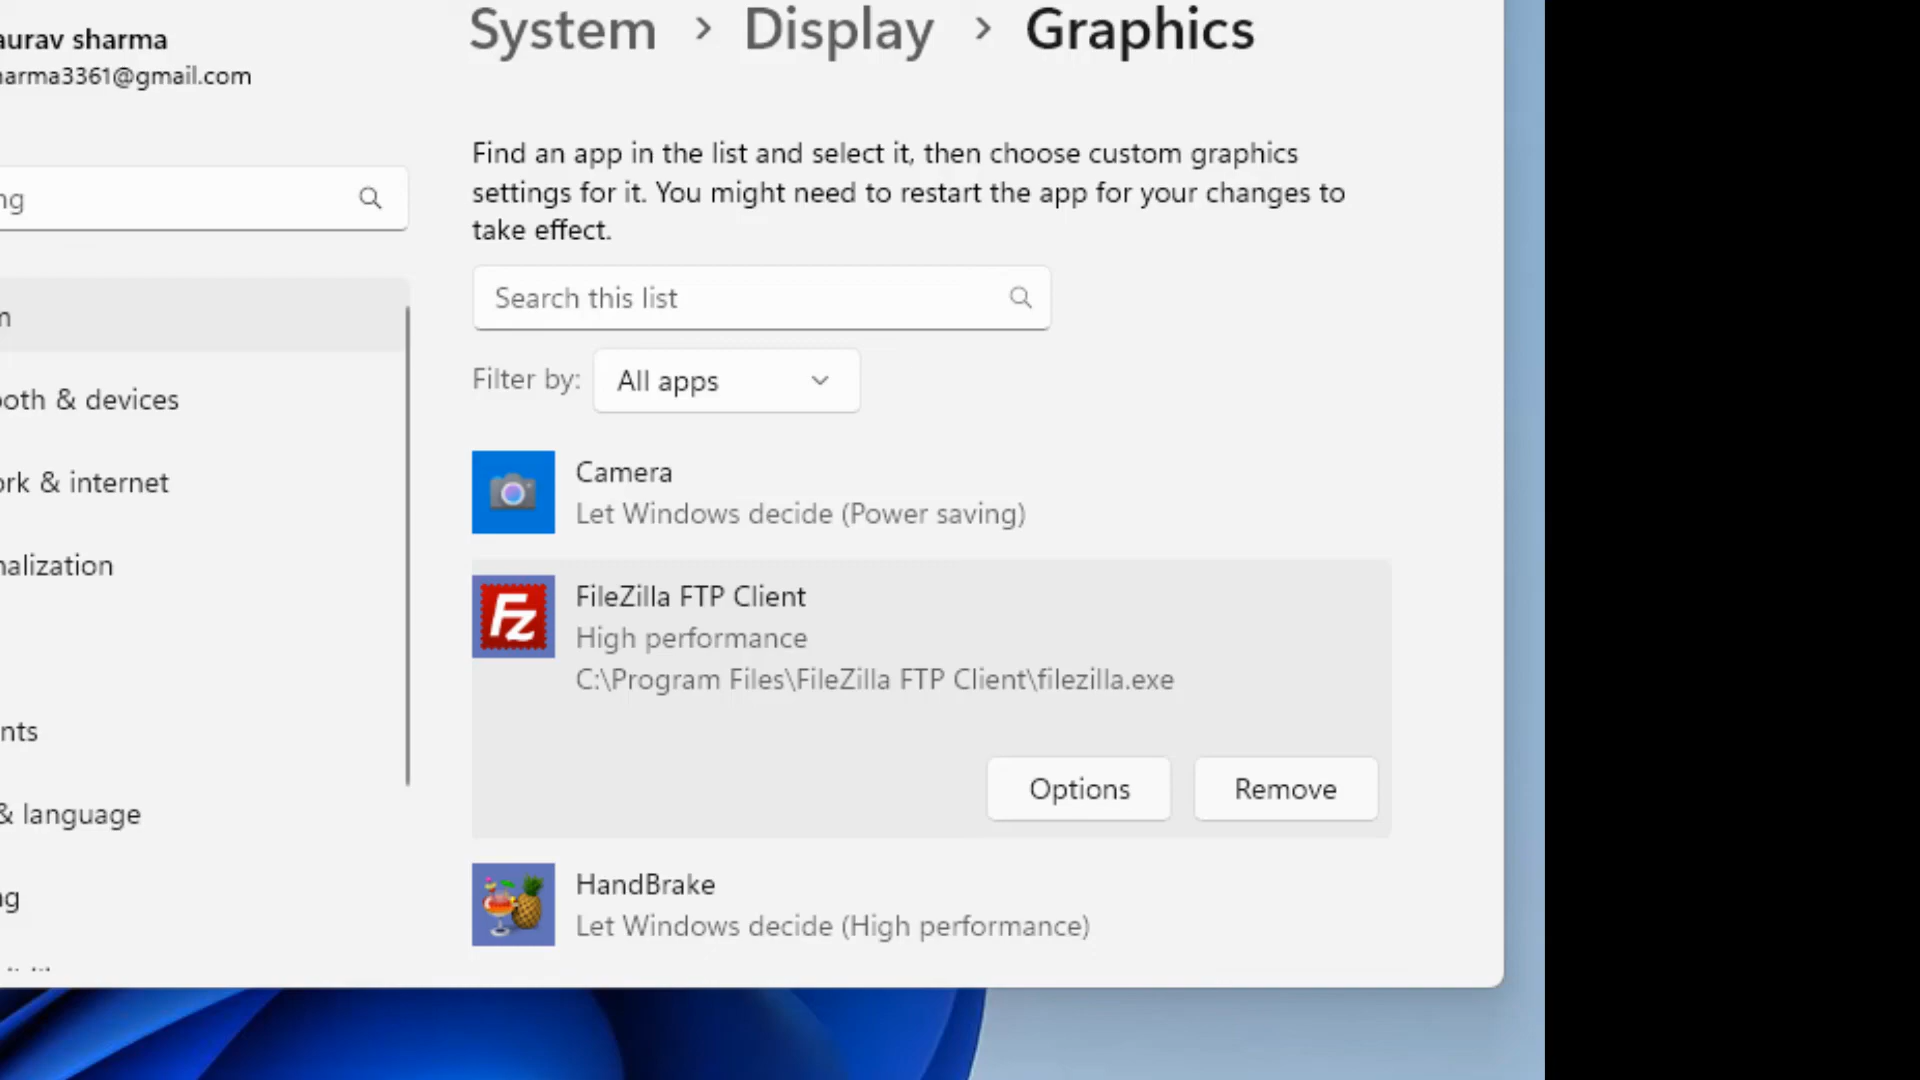 aurav sharma
harma3361@gmail.com
System > Display > Graphics
Find an app in the list and select it, then choose custom graphics
settings for it. You might need to restart the app for your changes to
take effect.
ng
Search this list
Filter by: All apps
ooth & devices
ork & internet
nalization
nts
& language
ng
Camera
Let Windows decide (Power saving)
Fz
FileZilla FTP Client
High performance
C:\Program Files\FileZilla FTP Client\filezilla.exe
Options
Remove
HandBrake
Let Windows decide (High performance)